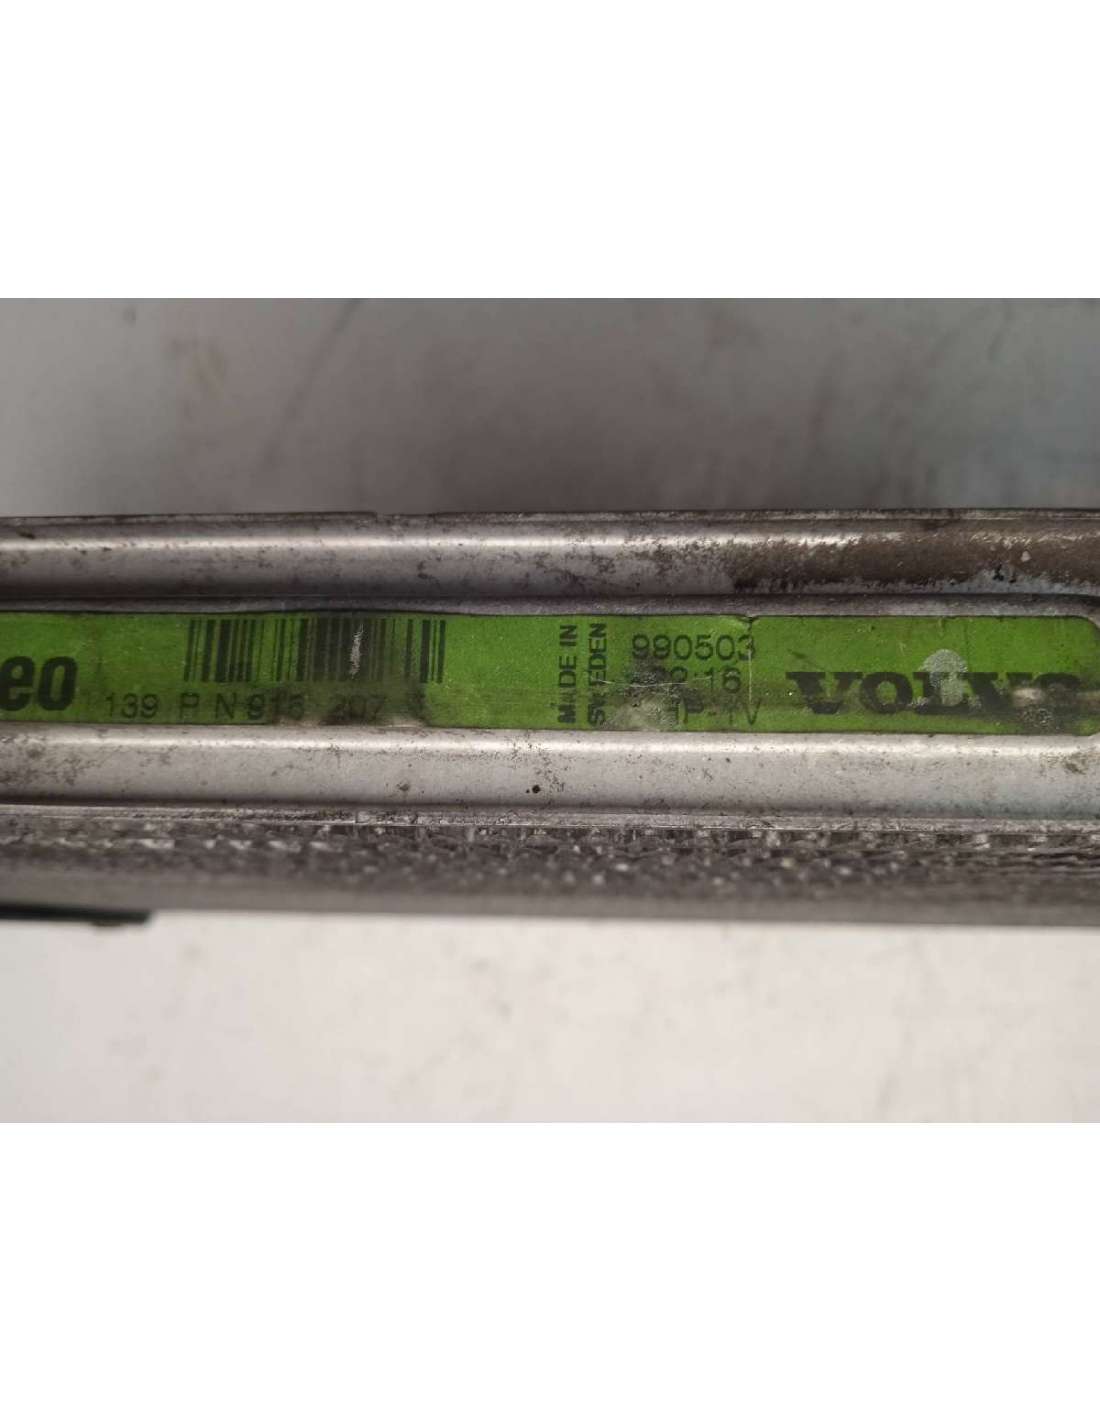 eo
139 P N 915 207
MADE IN
SWEDEN
990503
:16
VOLVO